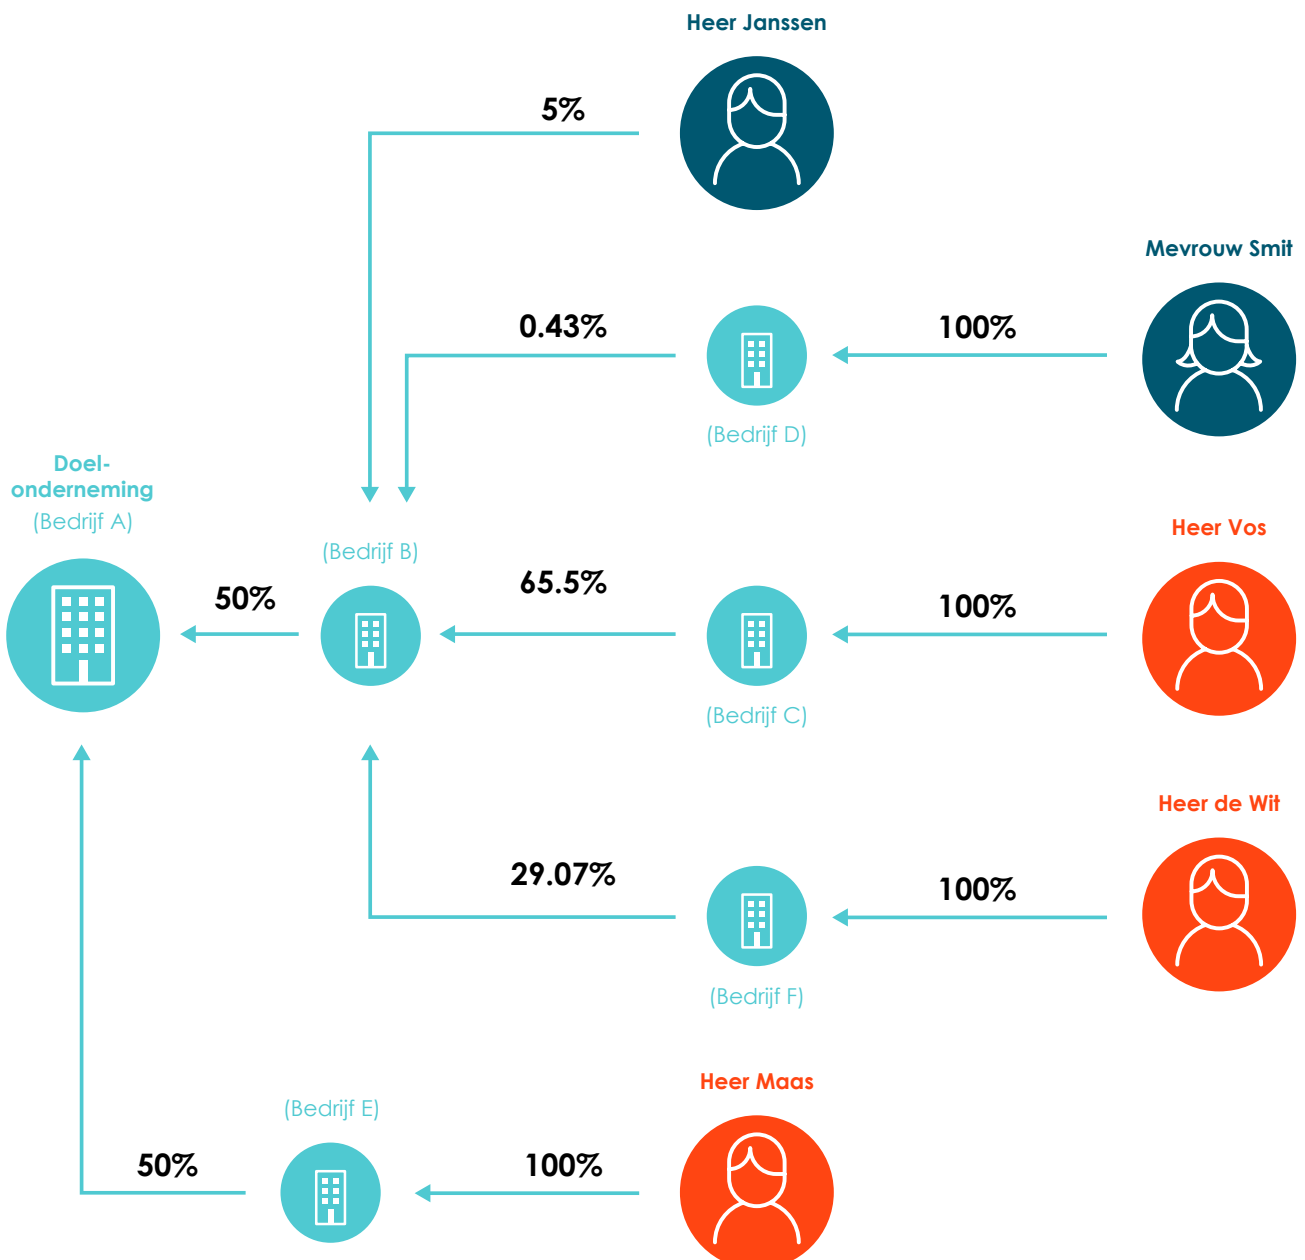 Heer Janssen
5%
Mevrouw Smit
0.43%
100%
(Bedrijf D)
Doel-
onderneming
(Bedrijf A)
Heer Vos
(Bedrijf B)
50%
65.5%
100%
(Bedrijf C)
Heer de Wit
29.07%
100%
(Bedrijf F)
Heer Maas
(Bedrijf E)
50%
100%